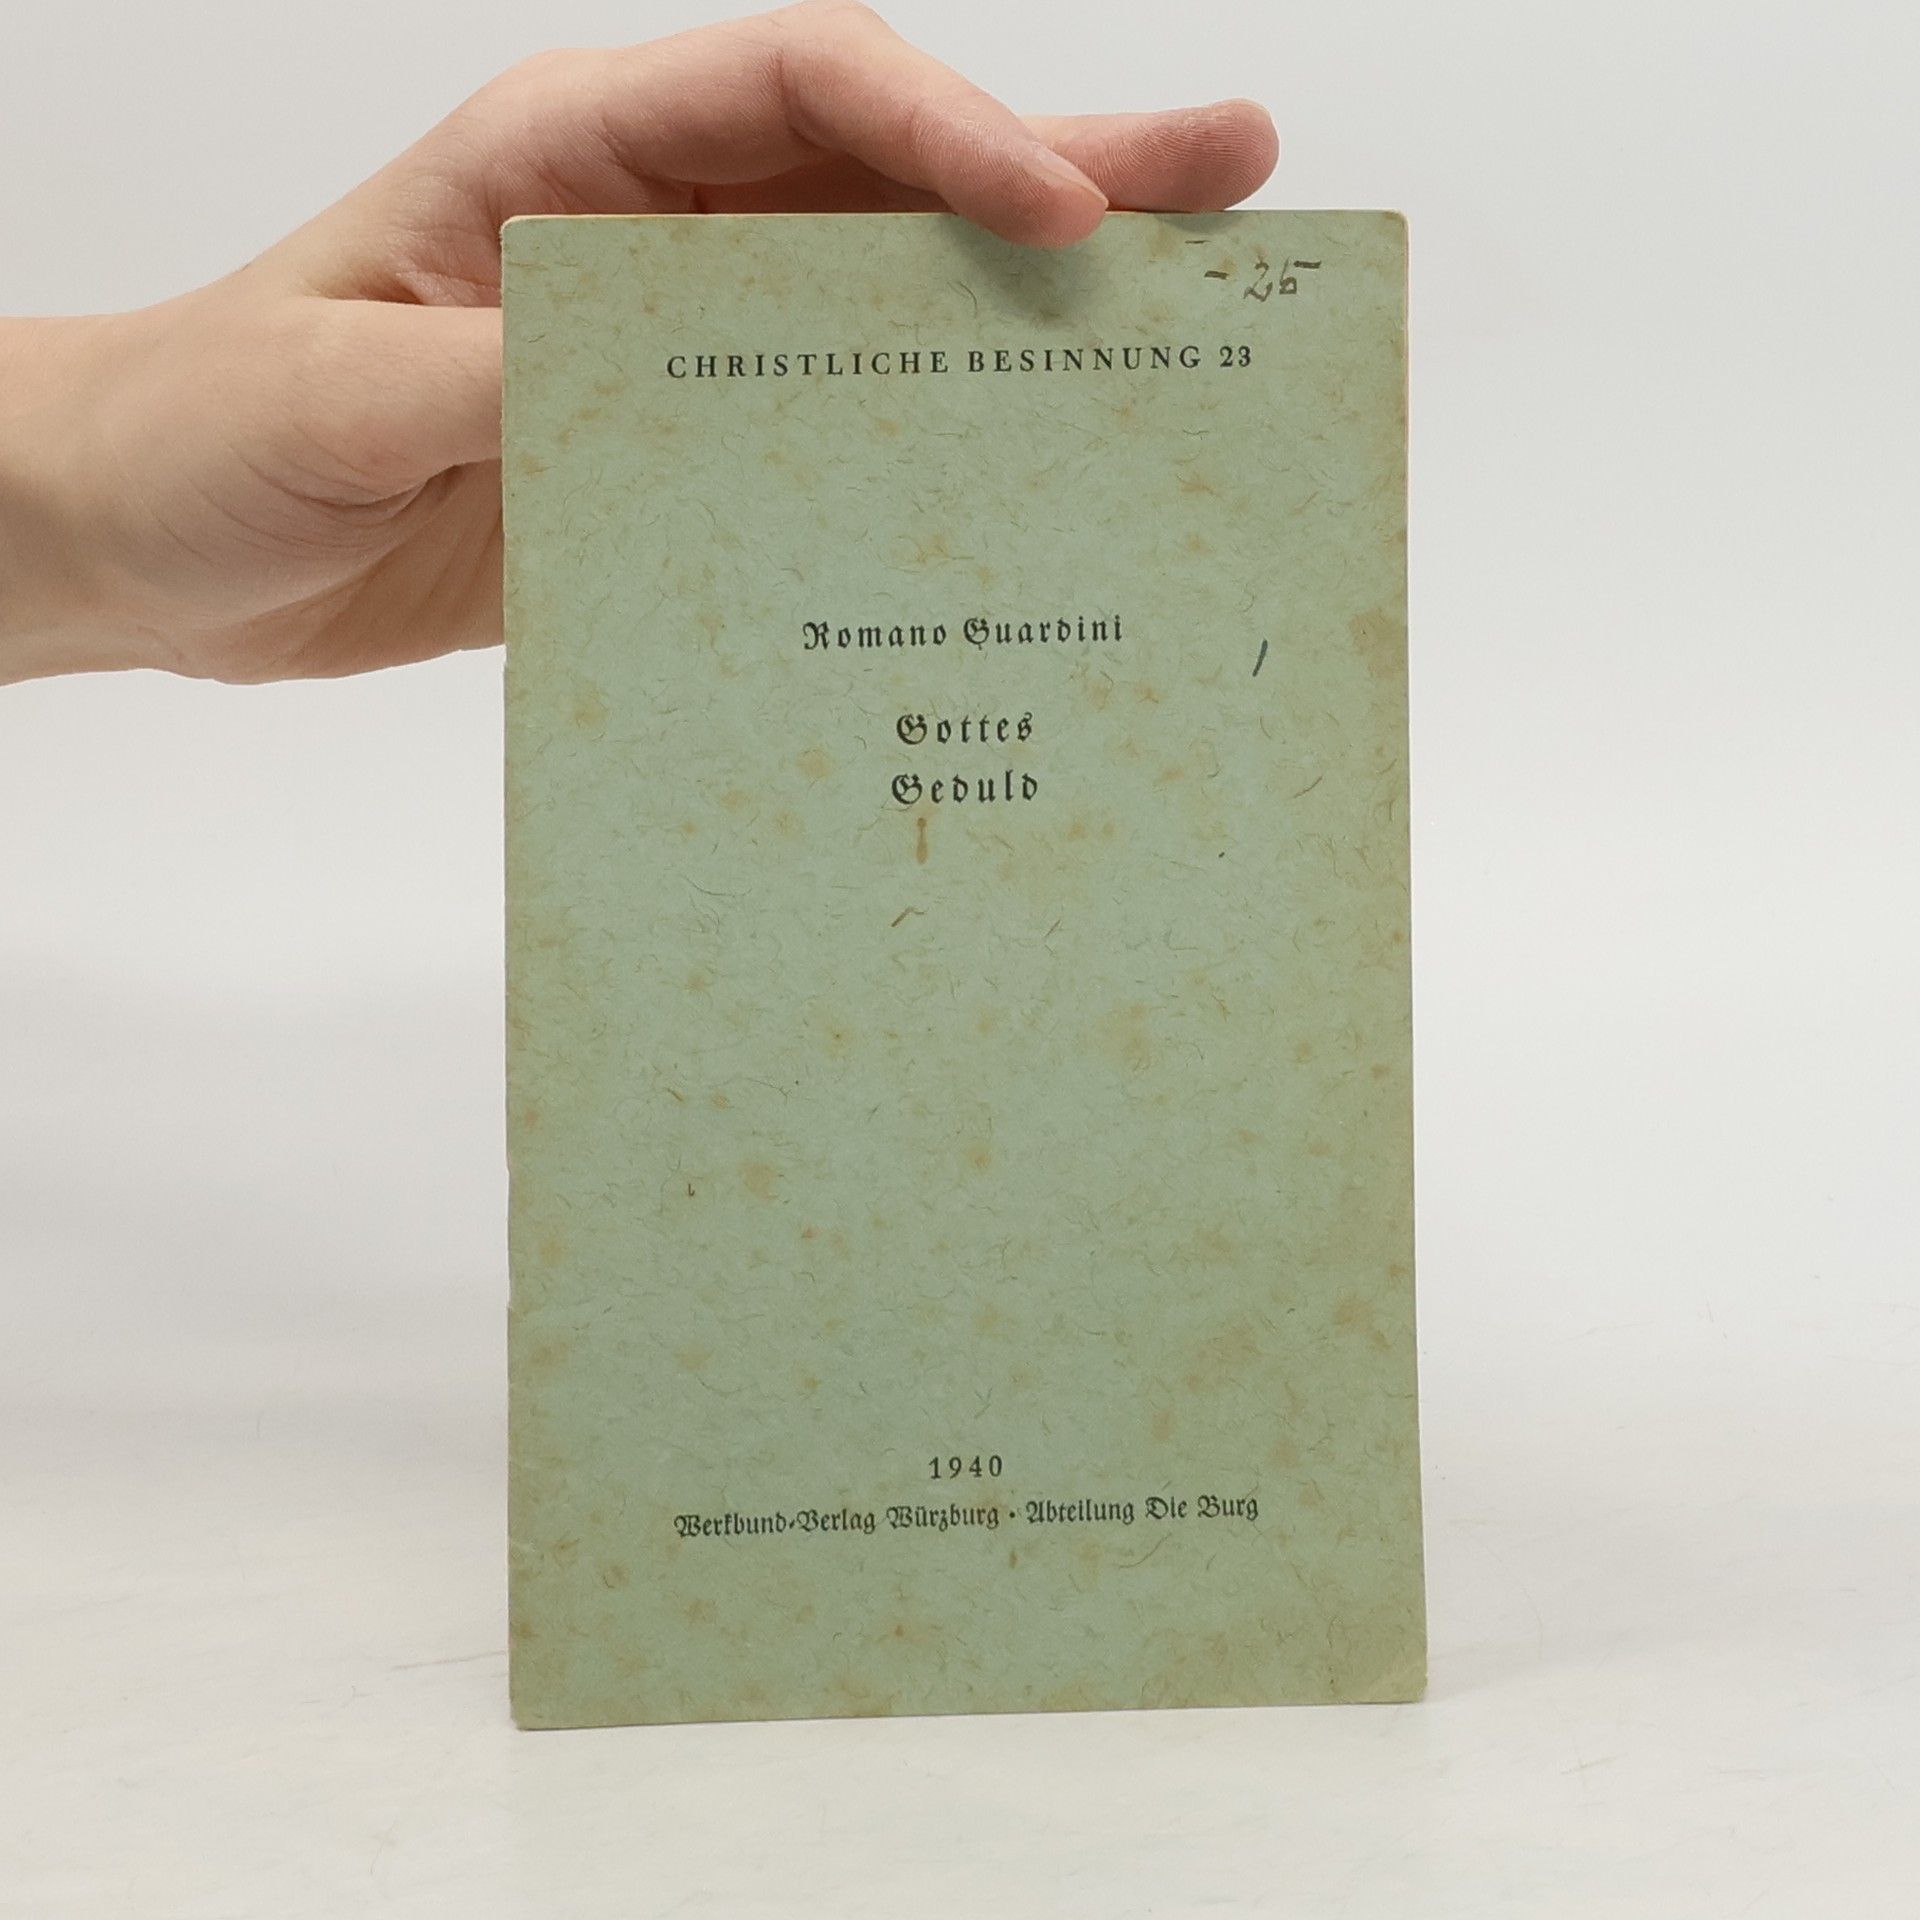 - 25
CHRISTLICHE BESINNUNG 23
Romano Guardini
Gottes
Geduld
1940
Werkbund-Verlag Würzburg · Abteilung Die Burg